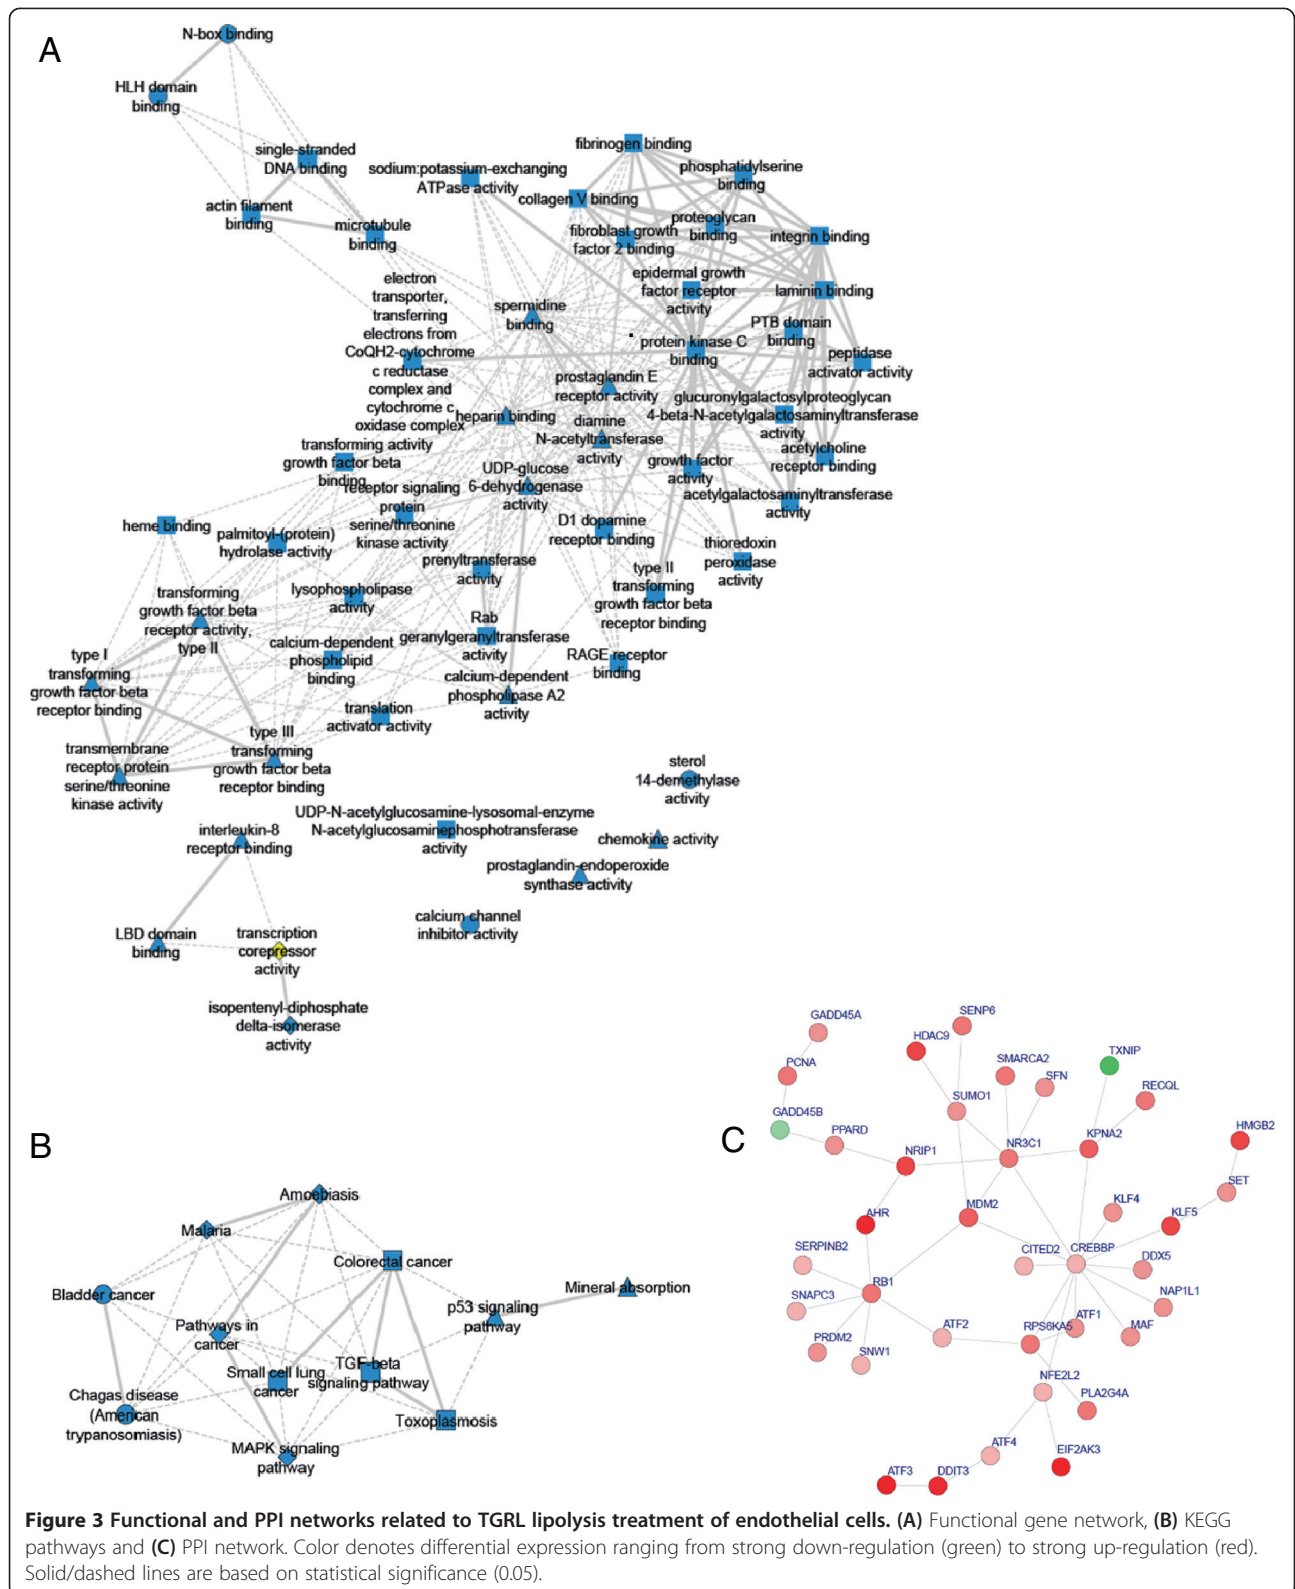 A
N-box binding
HLH domain
binding
single-stranded
DNA binding
actin filament
binding
microtubule
binding
sodium:potassium-exchanging
ATPase activity
fibrinogen binding
phosphatidylserine
binding
collagen V binding
proteoglycan
binding
fibroblast growth
factor 2 binding
integrin binding
epidermal growth
factor receptor
activity
laminin binding
electron
transporter,
transferring
electrons from
CoQH2-cytochrome
c reductase
complex and
cytochrome c
oxidase complex
spermidine
binding
PTB domain
binding
protein kinase C
binding
peptidase
activator activity
prostaglandin E
receptor activity
glucuronylgalactosylproteoglycan
4-beta-N-acetylgalactosaminyltransferase
activity
heparin binding
diamine
N-acetyltransferase
activity
transforming activity
growth factor beta
binding
acetylcholine
receptor binding
growth factor
activity
UDP-glucose
6-dehydrogenase
activity
receptor signaling
protein
serine/threonine
kinase activity
acetylgalactosaminyltransferase
activity
heme binding
palmitoyl-(protein)
hydrolase activity
D1 dopamine
receptor binding
thioredoxin
peroxidase
activity
prenyltransferase
activity
type II
transforming
growth factor beta
receptor binding
transforming
growth factor beta
receptor activity,
type II
lysophospholipase
activity
Rab
geranylgeranyltransferase
activity
calcium-dependent
phospholipid
binding
RAGE receptor
binding
type I
transforming
growth factor beta
receptor binding
calcium-dependent
phospholipase A2
activity
translation
activator activity
type III
transforming
growth factor beta
receptor binding
transmembrane
receptor protein
serine/threonine
kinase activity
sterol
14-demethylase
activity
UDP-N-acetylglucosamine-lysosomal-enzyme
N-acetylglucosaminephosphotransferase
activity
interleukin-8
receptor binding
chemokine activity
prostaglandin-endoperoxide
synthase activity
calcium channel
inhibitor activity
LBD domain
binding
transcription
corepressor
activity
isopentenyl-diphosphate
delta-isomerase
activity
B
Amoebiasis
Malaria
Colorectal cancer
Bladder cancer
Mineral absorption
p53 signaling
pathway
Pathways in
cancer
Small cell lung
cancer
TGF-beta
signaling pathway
Chagas disease
(American
trypanosomiasis)
Toxoplasmosis
MAPK signaling
pathway
C
GADD45A
SENP6
HDAC9
PCNA
SMARCA2
SFN
TXNIP
SUMO1
RECQL
GADD45B
PPARD
NRIP1
NR3C1
KPNA2
HMGB2
SET
AHR
MDM2
KLF4
KLF5
SERPINB2
CITED2
CREBBP
DDX5
RB1
SNAPC3
NAP1L1
ATF2
RPS6KA5
ATF1
MAF
PRDM2
SNW1
NFE2L2
PLA2G4A
ATF4
EIF2AK3
ATF3
DDIT3
Figure 3 Functional and PPI networks related to TGRL lipolysis treatment of endothelial cells. (A) Functional gene network, (B) KEGG
pathways and (C) PPI network. Color denotes differential expression ranging from strong down-regulation (green) to strong up-regulation (red).
Solid/dashed lines are based on statistical significance (0.05).